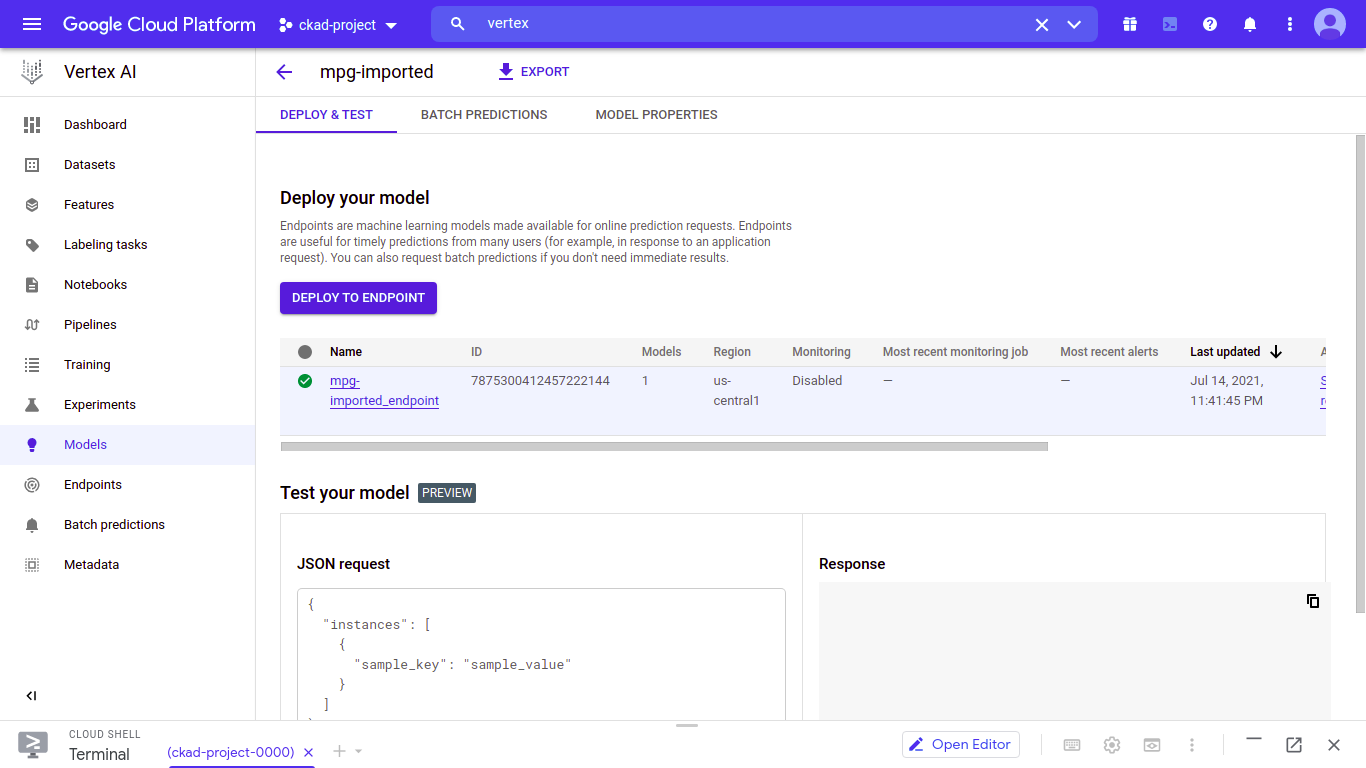 Google Cloud Platform
ckad-project
vertex
Vertex AI
mpg-imported
EXPORT
Dashboard
Datasets
Features
Labeling tasks
Notebooks
Pipelines
Training
Experiments
Models
Endpoints
Batch predictions
Metadata
DEPLOY & TEST
BATCH PREDICTIONS
MODEL PROPERTIES
Deploy your model
Endpoints are machine learning models made available for online prediction requests. Endpoints
are useful for timely predictions from many users (for example, in response to an application
request). You can also request batch predictions if you don't need immediate results.
DEPLOY TO ENDPOINT
Name ID Models Region Monitoring Most recent monitoring job Most recent alerts Last updated
mpg- 7875300412457222144 1 us- Disabled — — Jul 14, 2021,
imported_endpoint central1 11:41:45 PM
Test your model PREVIEW
JSON request
{
"instances": [
{
"sample_key": "sample_value"
}
]
Response
CLOUD SHELL
Terminal
(ckad-project-0000)
Open Editor